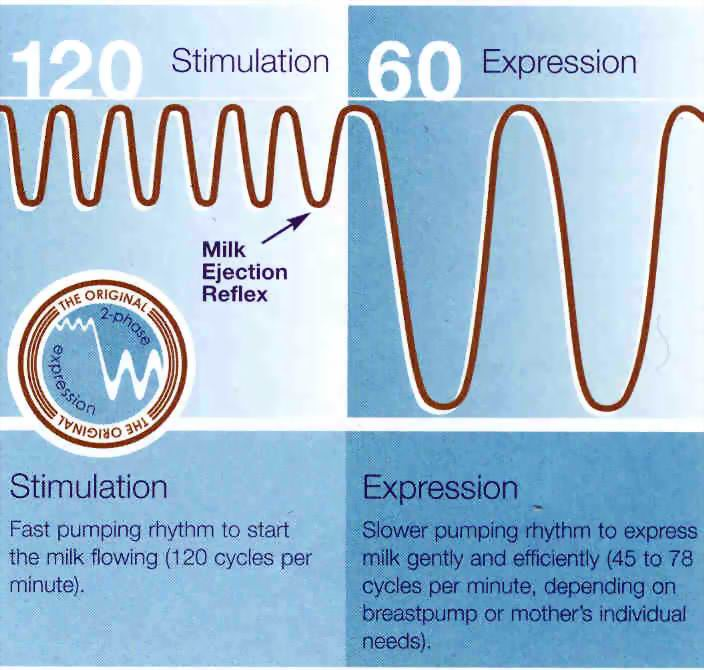 120 Stimulation
60 Expression
Milk
Ejection
Reflex
THE ORIGINAL
2-phase
expression
THE ORIGINAL
Stimulation
Fast pumping rhythm to start
the milk flowing (120 cycles per
minute).
Expression
Slower pumping rhythm to express
milk gently and efficiently (45 to 78
cycles per minute, depending on
breastpump or mother's individual
needs).